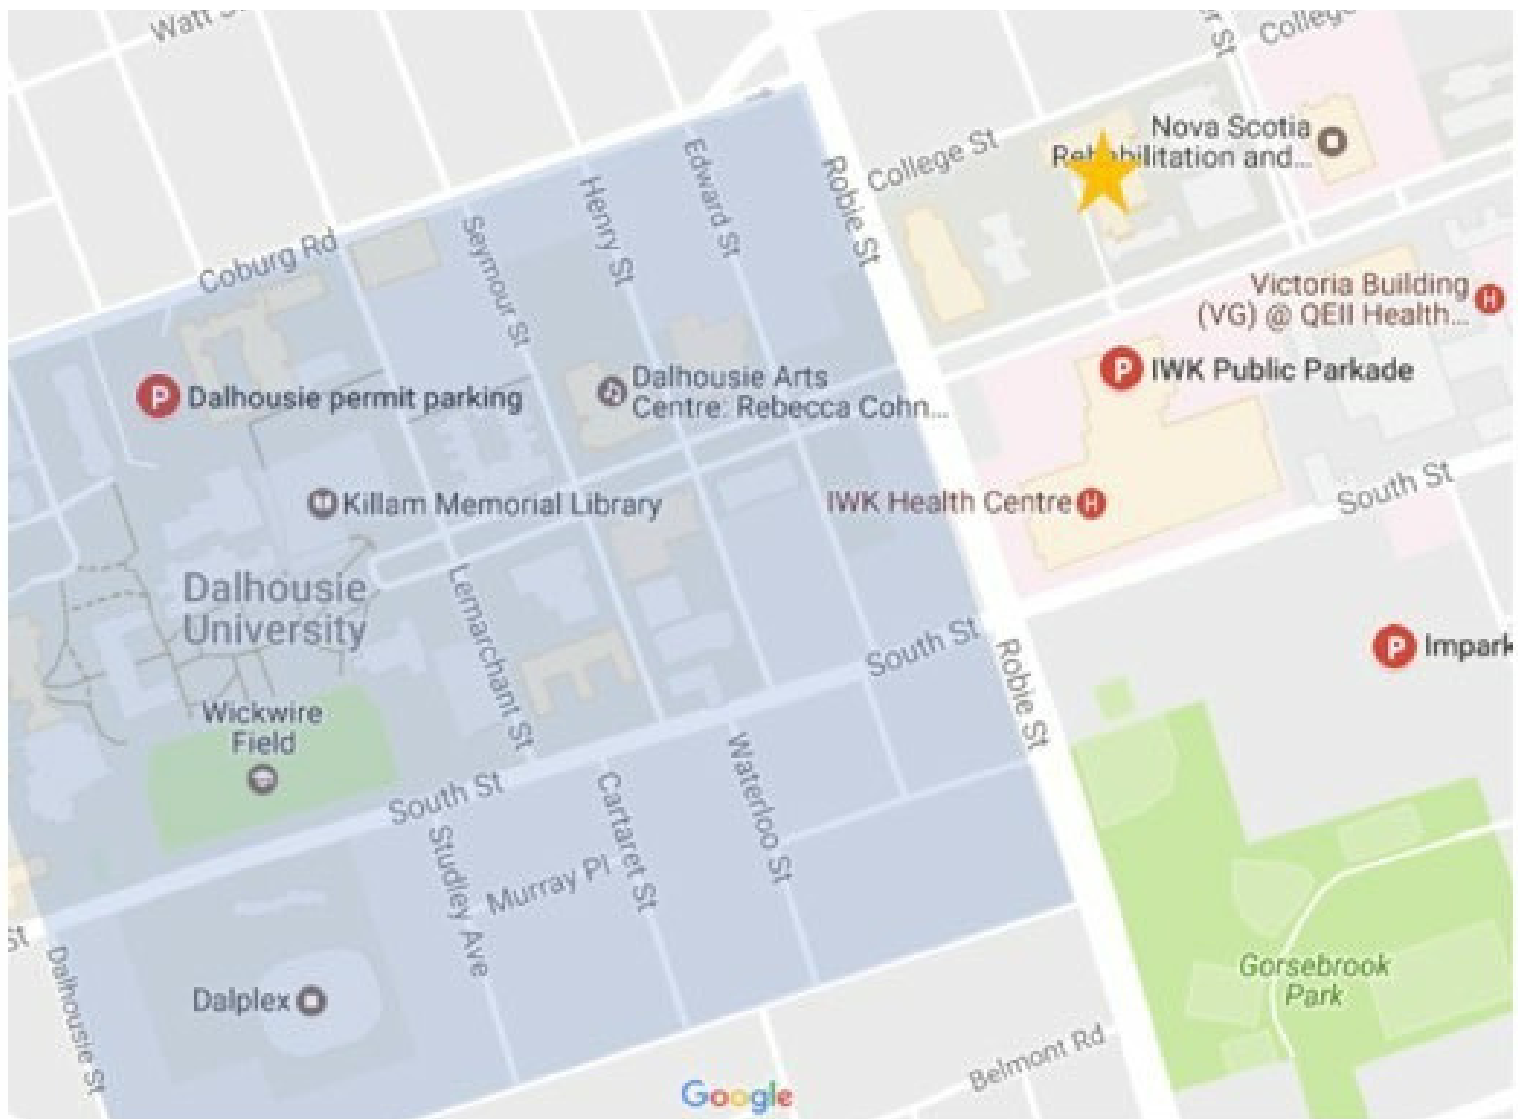 Watt
College
College St
Nova Scotia
Rehabilitation and...
Edward St
Henry St
Robie St
Seymour St
Coburg Rd
Victoria Building
(VG) @ QEII Health...
P
Dalhousie permit parking
Dalhousie Arts
Centre: Rebecca Cohn...
P
IWK Public Parkade
H
Killam Memorial Library
IWK Health Centre
H
South St
Dalhousie
University
Lemarchant St
South St
Robie St
P
Impark
Wickwire
Field
South St
Waterloo St
Cartaret St
Studley Ave
Murray Pl
St
Dalhousie St
Dalplex
Gorsebrook
Park
Belmont Rd
Google